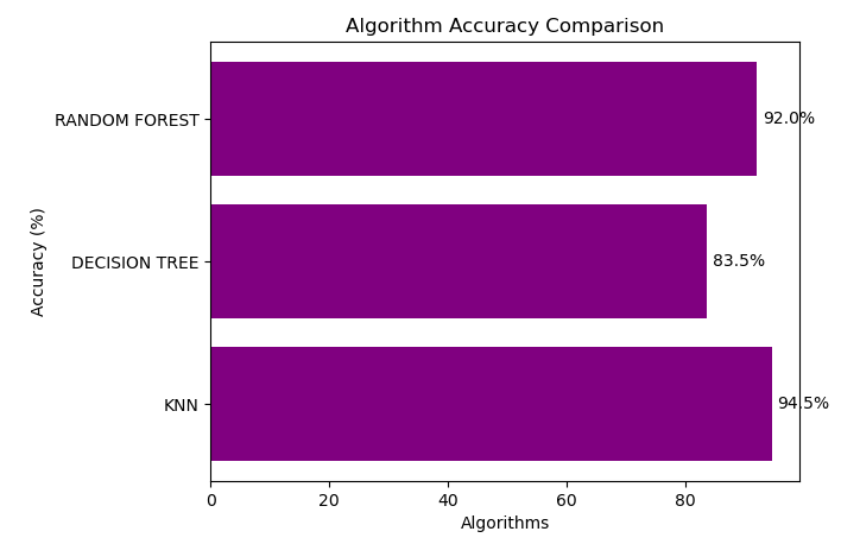 Algorithm Accuracy Comparison
RANDOM FOREST
92.0%
DECISION TREE
83.5%
KNN
94.5%
Accuracy (%)
0 20 40 60 80
Algorithms